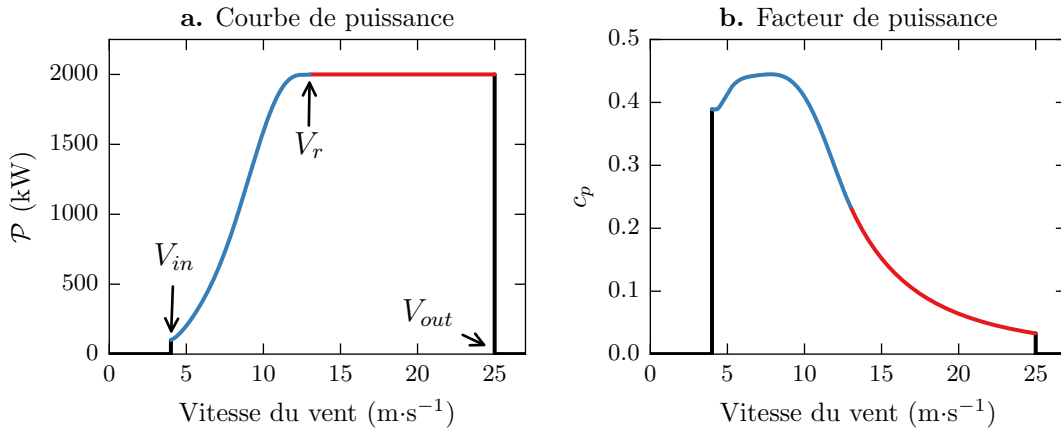 a. Courbe de puissance
2000
1500
1000
500
0
𝒫 (kW)
V_in
V_r
V_out
0 5 10 15 20 25
Vitesse du vent (m·s⁻¹)
b. Facteur de puissance
0.5
0.4
0.3
0.2
0.1
0.0
c_p
0 5 10 15 20 25
Vitesse du vent (m·s⁻¹)